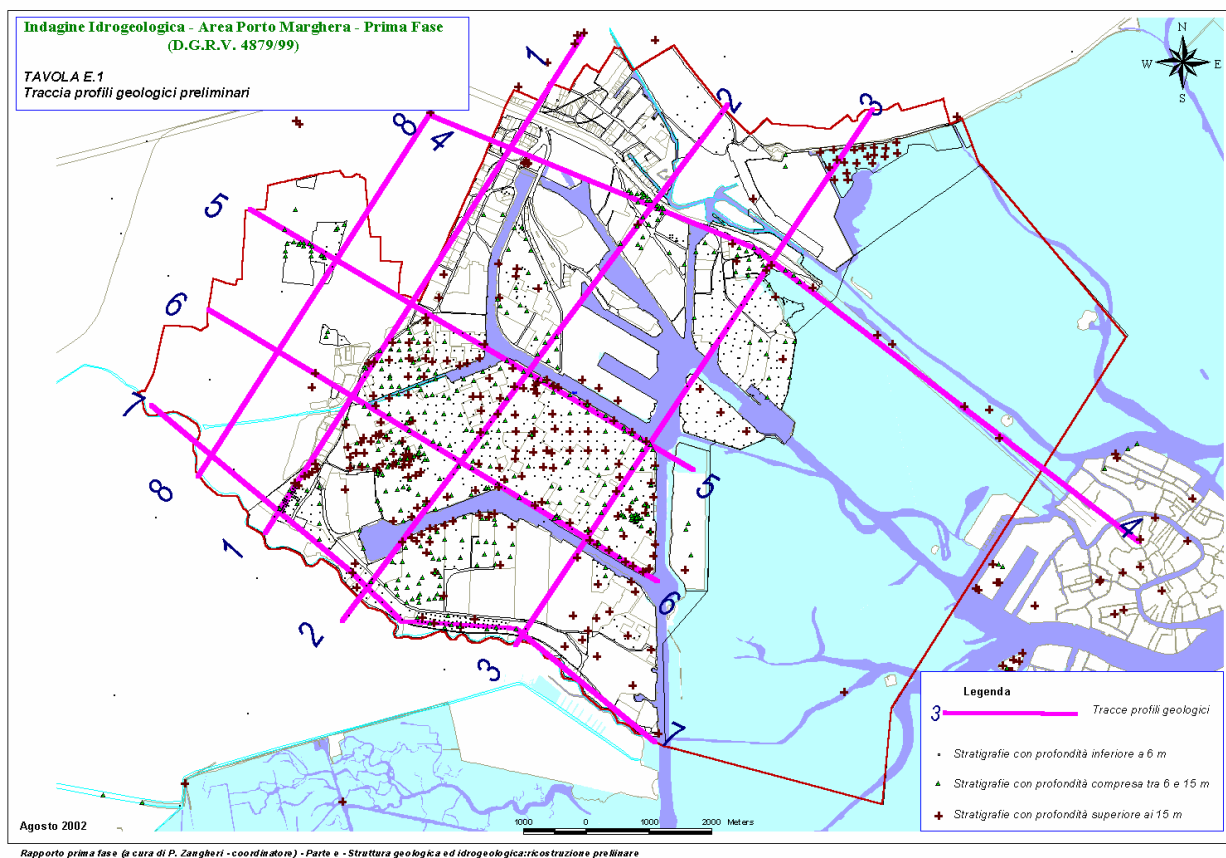 Indagine Idrogeologica - Area Porto Marghera - Prima Fase
(D.G.R.V. 4879/99)
TAVOLA E.1
Traccia profili geologici preliminari
N
W E
S
1
2
3
8
4
5
6
7
8
1
2
3
5
6
4
7
Legenda
3 Tracce profili geologici
Stratigrafie con profondità inferiore a 6 m
Stratigrafie con profondità compresa tra 6 e 15 m
Stratigrafie con profondità superiore ai 15 m
Agosto 2002
1000 0 1000 2000 Meters
Rapporto prima fase (a cura di P. Zangheri - coordinatore) - Parte e - Struttura geologica ed idrogeologica:ricostruzione prelinare